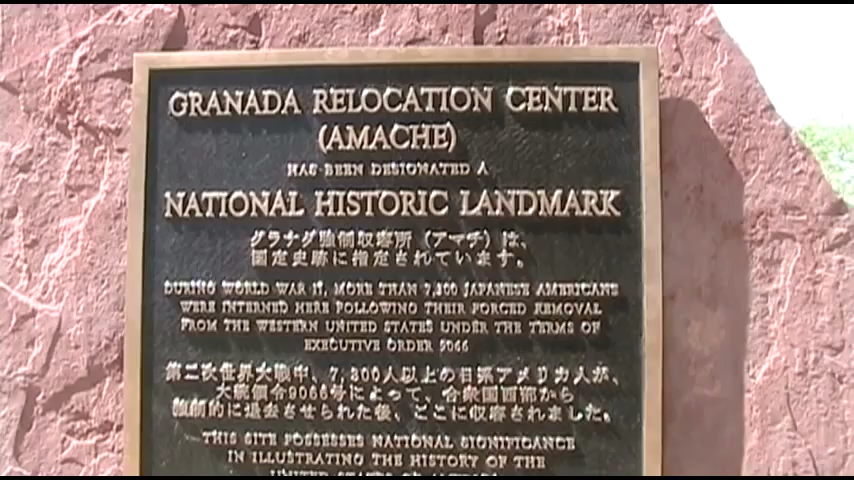 GRANADA RELOCATION CENTER
(AMACHE)
HAS BEEN DESIGNATED A
NATIONAL HISTORIC LANDMARK
グラナダ強制収容所 (アマチ) は、
国定史跡に指定されています。
DURING WORLD WAR II, MORE THAN 7,300 JAPANESE AMERICANS
WERE INTERNED HERE FOLLOWING THEIR FORCED REMOVAL
FROM THE WESTERN UNITED STATES UNDER THE TERMS OF
EXECUTIVE ORDER 9066
第二次世界大戦中、7,300人以上の日系アメリカ人が、
大統領令9066号によって、合衆国西部から
強制的に退去させられた後、ここに収容されました。
THIS SITE POSSESSES NATIONAL SIGNIFICANCE
IN ILLUSTRATING THE HISTORY OF THE
UNITED STATES OF AMERICA